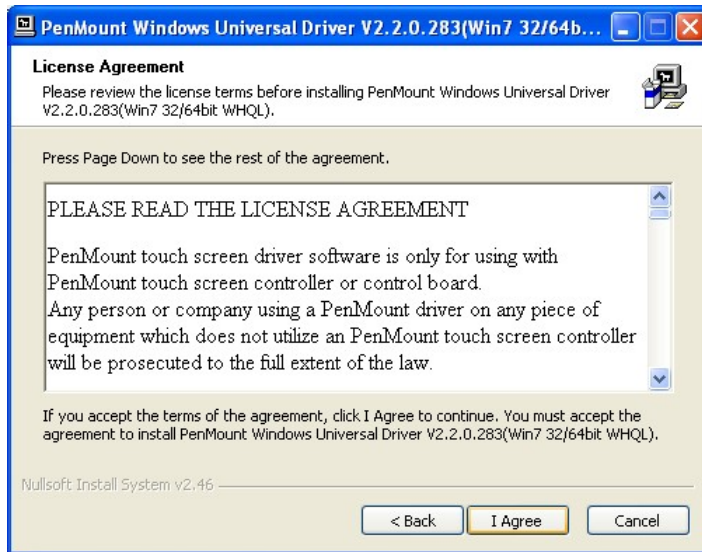 PenMount Windows Universal Driver V2.2.0.283(Win7 32/64b...
License Agreement
Please review the license terms before installing PenMount Windows Universal Driver
V2.2.0.283(Win7 32/64bit WHQL).
Press Page Down to see the rest of the agreement.
PLEASE READ THE LICENSE AGREEMENT
PenMount touch screen driver software is only for using with
PenMount touch screen controller or control board.
Any person or company using a PenMount driver on any piece of
equipment which does not utilize an PenMount touch screen controller
will be prosecuted to the full extent of the law.
If you accept the terms of the agreement, click I Agree to continue. You must accept the
agreement to install PenMount Windows Universal Driver V2.2.0.283(Win7 32/64bit WHQL).
Nullsoft Install System v2.46
< Back
I Agree
Cancel